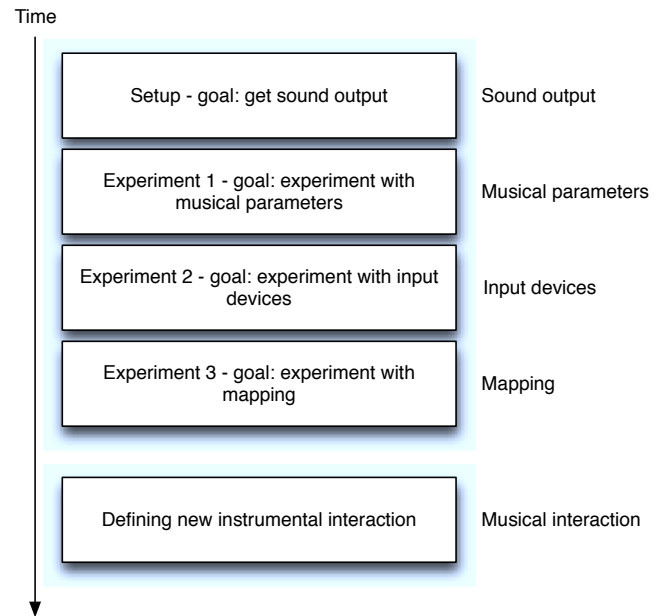 Time
Setup - goal: get sound output
Sound output
Experiment 1 - goal: experiment with
musical parameters
Musical parameters
Experiment 2 - goal: experiment with input
devices
Input devices
Experiment 3 - goal: experiment with
mapping
Mapping
Defining new instrumental interaction
Musical interaction